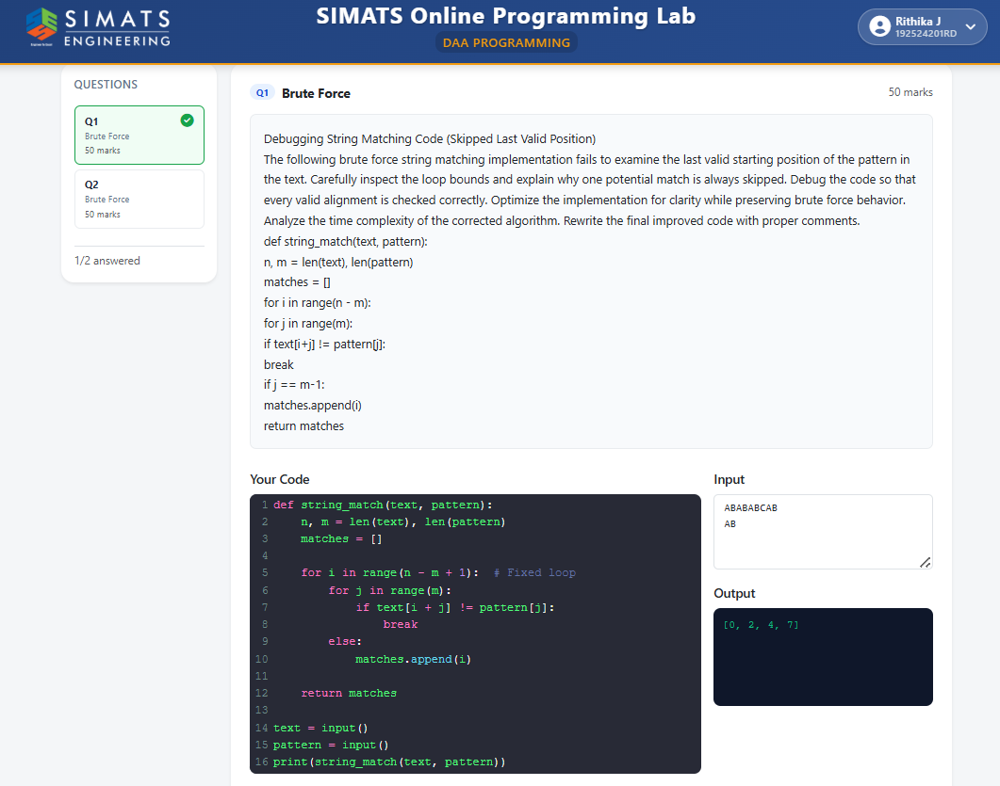 SIMATS
ENGINEERING
SIMATS Online Programming Lab
DAA PROGRAMMING
Rithika J
192524201RD
QUESTIONS
Q1
Brute Force
50 marks
Q2
Brute Force
50 marks
1/2 answered
Q1 Brute Force
50 marks
Debugging String Matching Code (Skipped Last Valid Position)
The following brute force string matching implementation fails to examine the last valid starting position of the pattern in
the text. Carefully inspect the loop bounds and explain why one potential match is always skipped. Debug the code so that
every valid alignment is checked correctly. Optimize the implementation for clarity while preserving brute force behavior.
Analyze the time complexity of the corrected algorithm. Rewrite the final improved code with proper comments.
def string_match(text, pattern):
n, m = len(text), len(pattern)
matches = []
for i in range(n - m):
for j in range(m):
if text[i+j] != pattern[j]:
break
if j == m-1:
matches.append(i)
return matches
Your Code
1 def string_match(text, pattern):
2     n, m = len(text), len(pattern)
3     matches = []
4
5     for i in range(n - m + 1):  # Fixed loop
6         for j in range(m):
7             if text[i + j] != pattern[j]:
8                 break
9         else:
10             matches.append(i)
11
12     return matches
13
14 text = input()
15 pattern = input()
16 print(string_match(text, pattern))
Input
ABABABCAB
AB
Output
[0, 2, 4, 7]